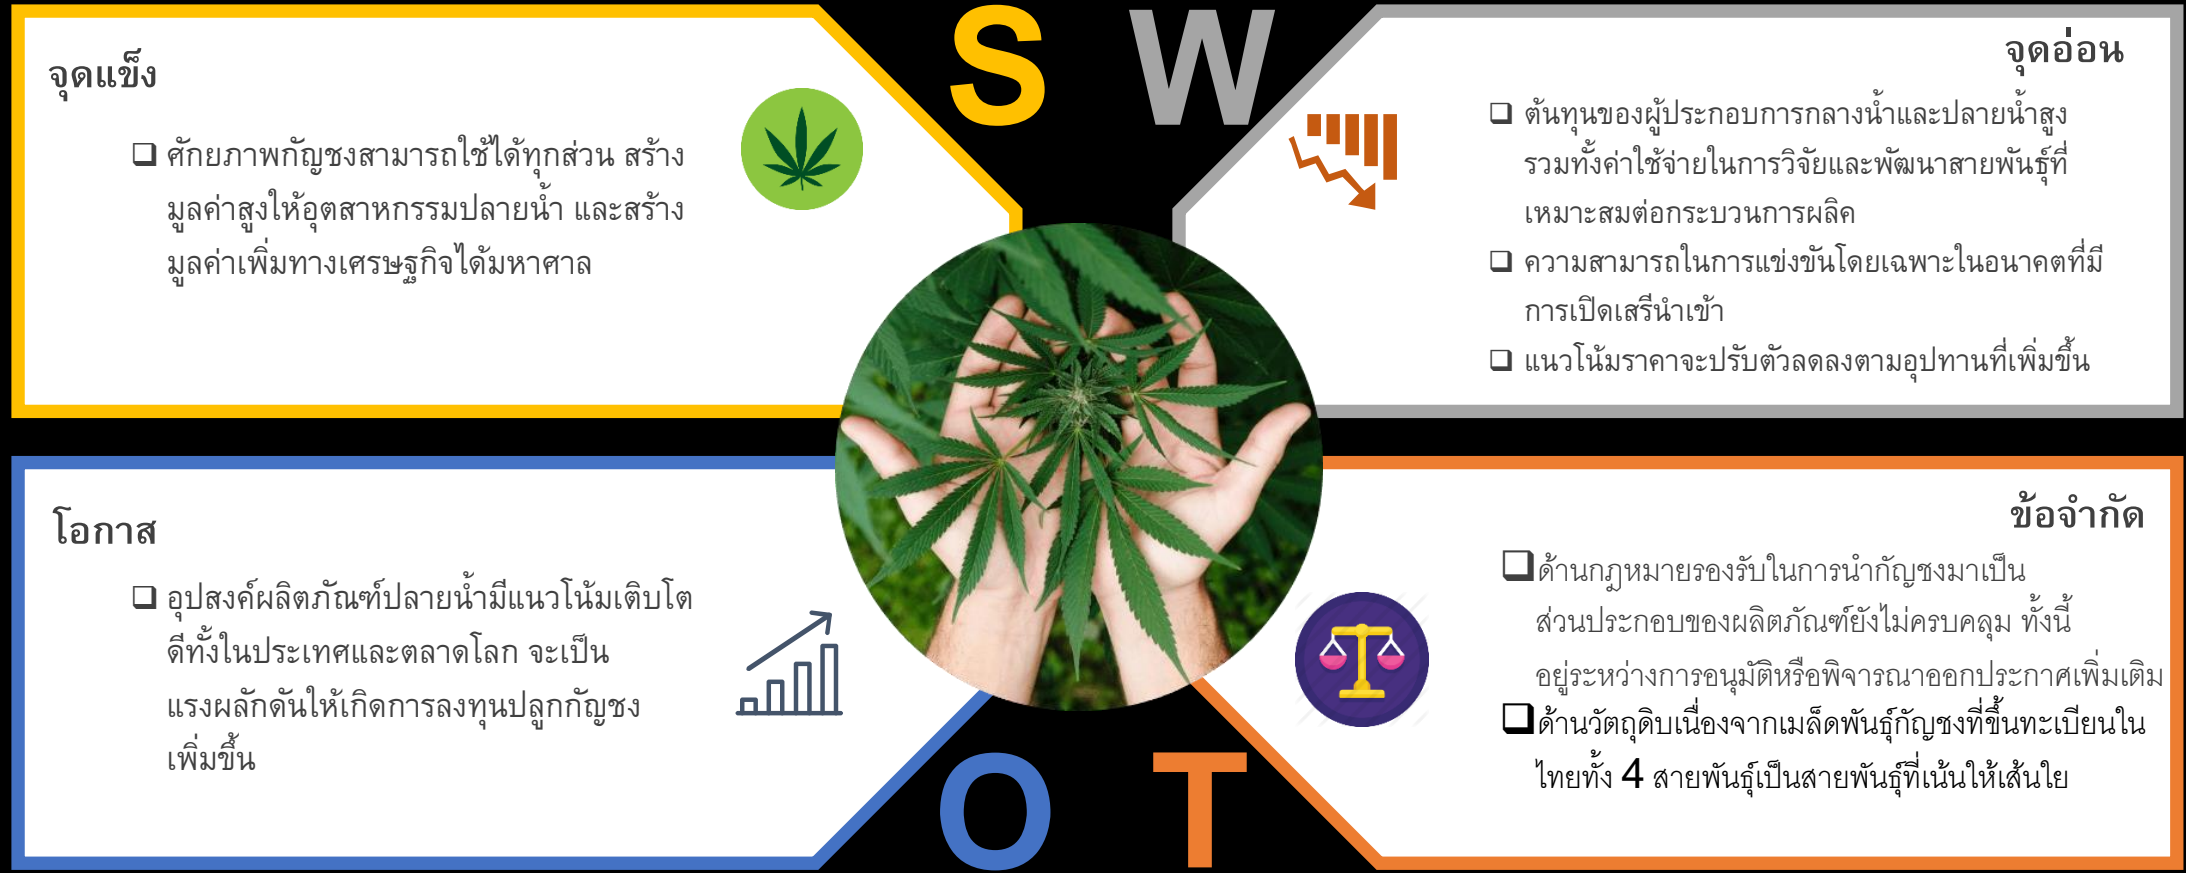 S
จุดแข็ง
❑ ศักยภาพกัญชงสามารถใช้ได้ทุกส่วน สร้าง
มูลค่าสูงให้อุตสาหกรรมปลายน้ำ และสร้าง
มูลค่าเพิ่มทางเศรษฐกิจได้มหาศาล
W
จุดอ่อน
❑ ต้นทุนของผู้ประกอบการกลางน้ำและปลายน้ำสูง
รวมทั้งค่าใช้จ่ายในการวิจัยและพัฒนาสายพันธุ์ที่
เหมาะสมต่อกระบวนการผลิค
❑ ความสามารถในการแข่งขันโดยเฉพาะในอนาคตที่มี
การเปิดเสรีนำเข้า
❑ แนวโน้มราคาจะปรับตัวลดลงตามอุปทานที่เพิ่มขึ้น
O
โอกาส
❑ อุปสงค์ผลิตภัณฑ์ปลายน้ำมีแนวโน้มเติบโต
ดีทั้งในประเทศและตลาดโลก จะเป็น
แรงผลักดันให้เกิดการลงทุนปลูกกัญชง
เพิ่มขึ้น
T
ข้อจำกัด
❑ด้านกฎหมายรองรับในการนำกัญชงมาเป็น
ส่วนประกอบของผลิตภัณฑ์ยังไม่ครบคลุม ทั้งนี้
อยู่ระหว่างการอนุมัติหรือพิจารณาออกประกาศเพิ่มเติม
❑ด้านวัตถุดิบเนื่องจากเมล็ดพันธุ์กัญชงที่ขึ้นทะเบียนใน
ไทยทั้ง 4 สายพันธุ์เป็นสายพันธุ์ที่เน้นให้เส้นใย